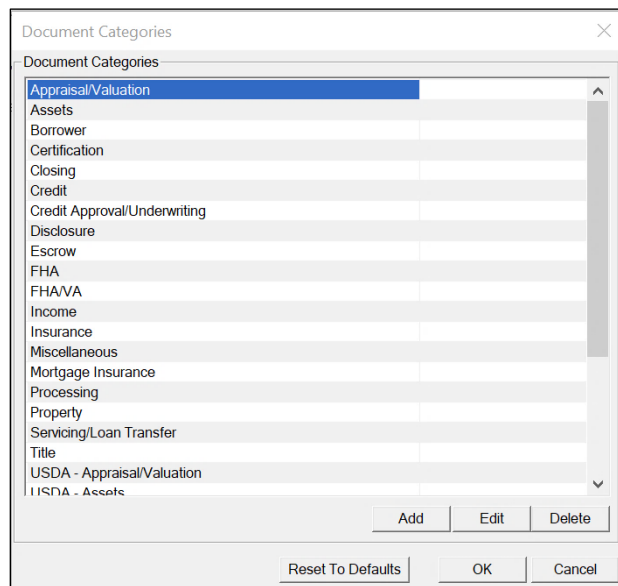 Document Categories
Document Categories
Appraisal/Valuation
Assets
Borrower
Certification
Closing
Credit
Credit Approval/Underwriting
Disclosure
Escrow
FHA
FHA/VA
Income
Insurance
Miscellaneous
Mortgage Insurance
Processing
Property
Servicing/Loan Transfer
Title
USDA - Appraisal/Valuation
USDA - Assets
Add Edit Delete
Reset To Defaults OK Cancel